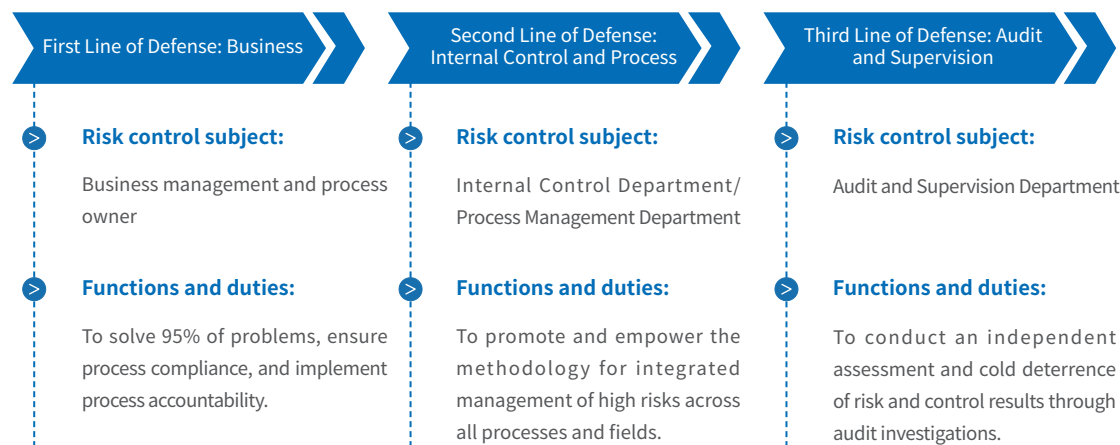 First Line of Defense: Business
Second Line of Defense:
Internal Control and Process
Third Line of Defense: Audit
and Supervision
> Risk control subject:
Business management and process
owner
> Risk control subject:
Internal Control Department/
Process Management Department
> Risk control subject:
Audit and Supervision Department
> Functions and duties:
To solve 95% of problems, ensure
process compliance, and implement
process accountability.
> Functions and duties:
To promote and empower the
methodology for integrated
management of high risks across
all processes and fields.
> Functions and duties:
To conduct an independent
assessment and cold deterrence
of risk and control results through
audit investigations.